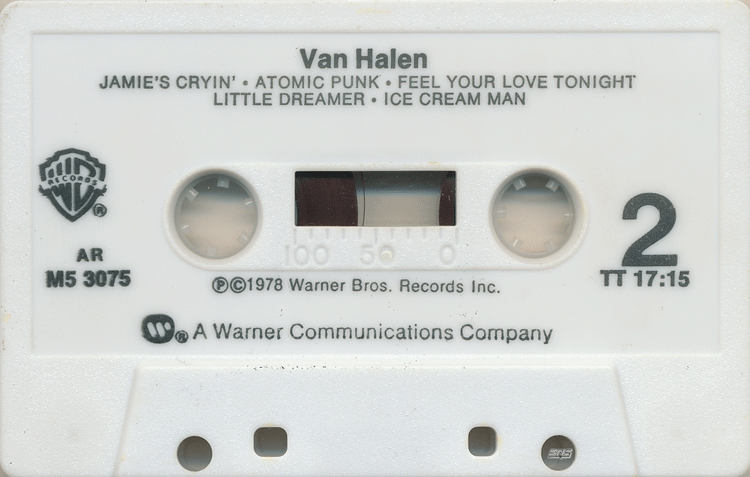 Van Halen
JAMIE'S CRYIN' • ATOMIC PUNK • FEEL YOUR LOVE TONIGHT
LITTLE DREAMER • ICE CREAM MAN
WB RECORDS ®
AR
M5 3075
100 50 0
2
TT 17:15
℗©1978 Warner Bros. Records Inc.
W® A Warner Communications Company